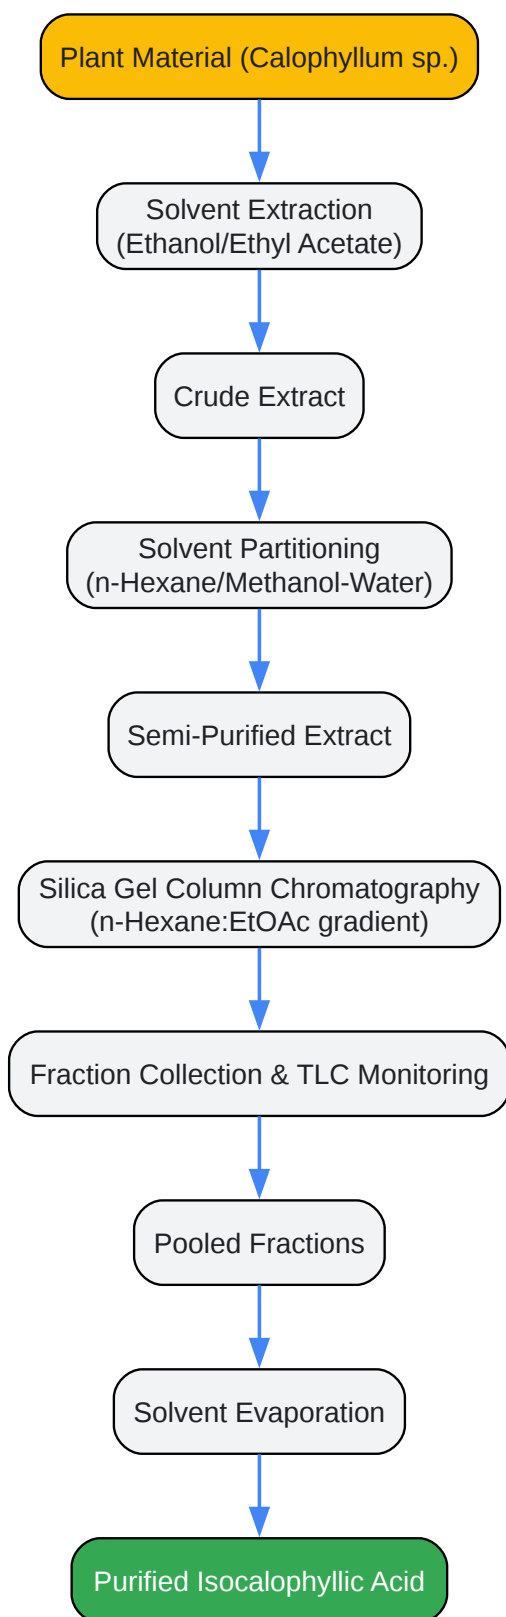 Plant Material (Calophyllum sp.)
Solvent Extraction
(Ethanol/Ethyl Acetate)
Crude Extract
Solvent Partitioning
(n-Hexane/Methanol-Water)
Semi-Purified Extract
Silica Gel Column Chromatography
(n-Hexane:EtOAc gradient)
Fraction Collection & TLC Monitoring
Pooled Fractions
Solvent Evaporation
Purified Isocalophyllic Acid